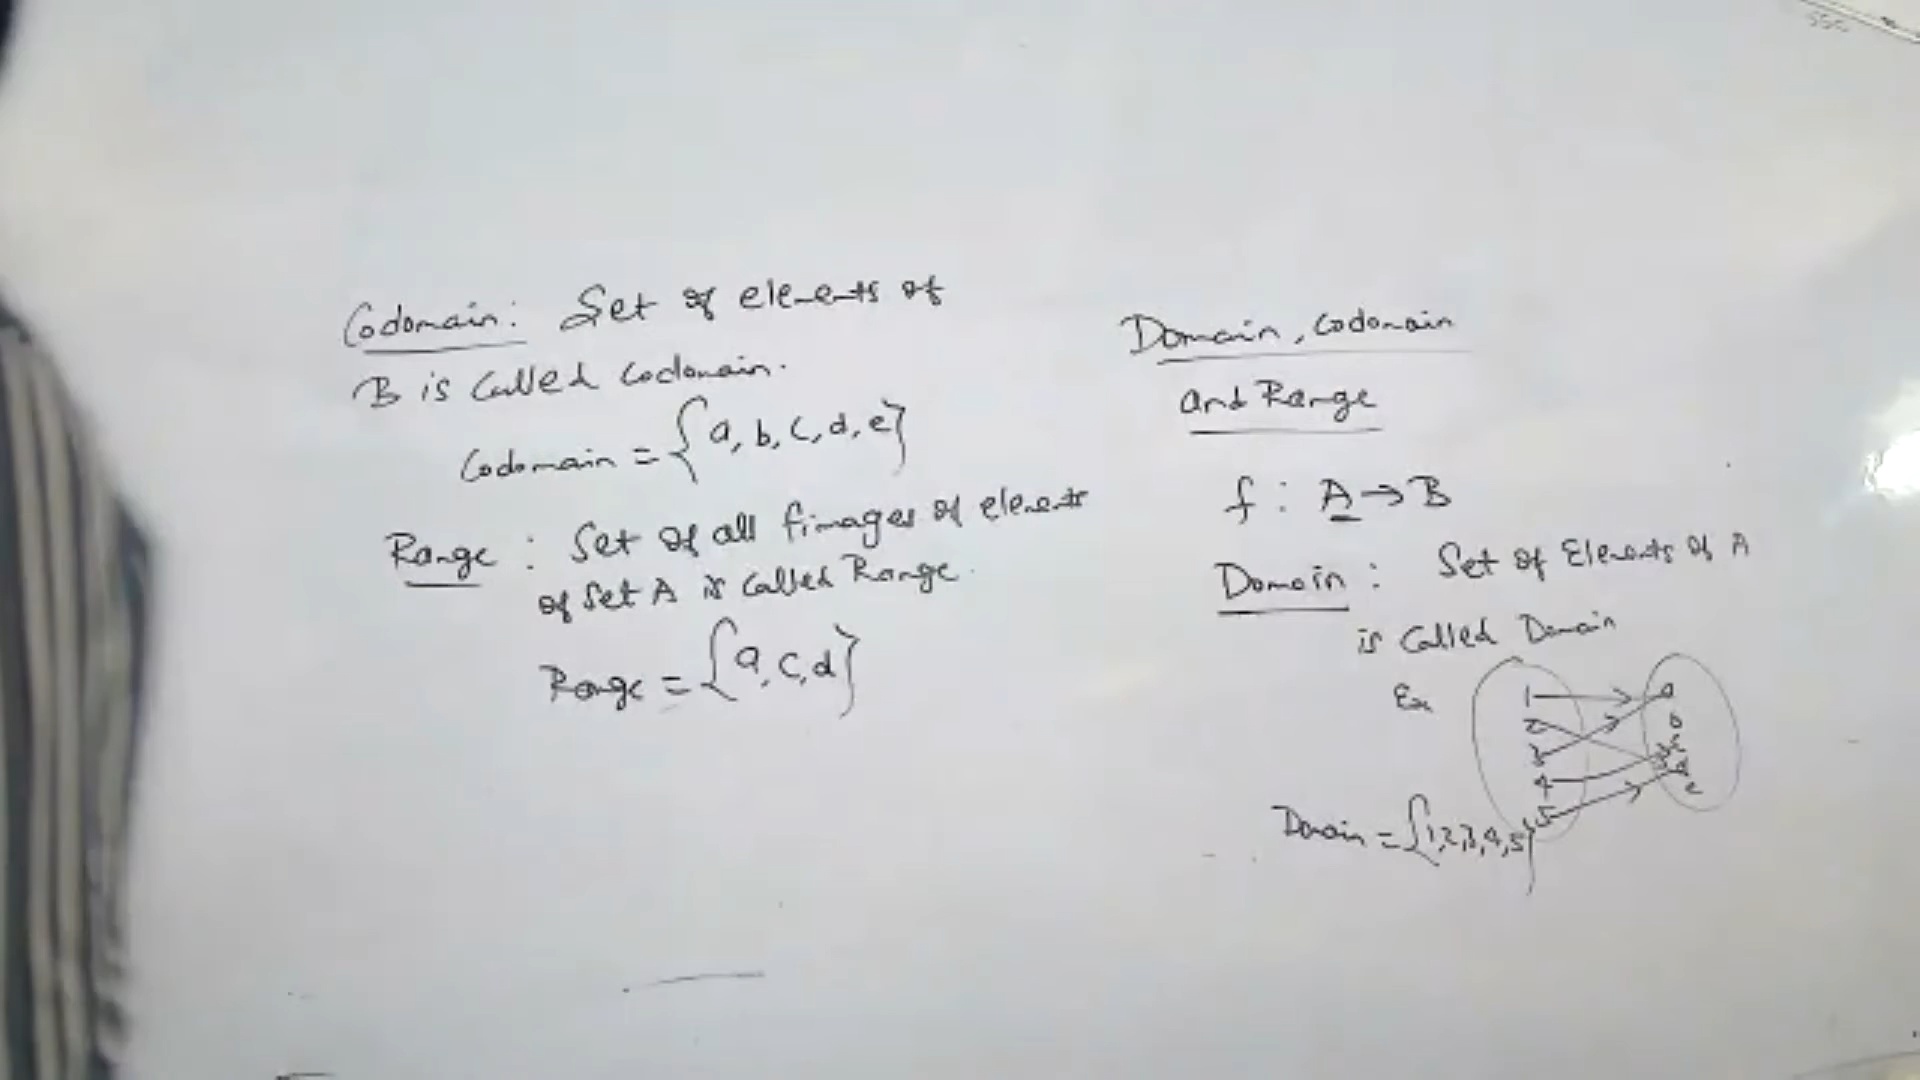 Domain, Codomain
and Range
f : A → B
Domain : Set of Elements of A
is Called Domain
Ex
1
2
3
4
5
a
b
c
d
e
Domain = {1,2,3,4,5}
Codomain: Set of elements of
B is Called Codomain.
Codomain = {a, b, c, d, e}
Range : Set of all fimages of elements
of Set A is Called Range.
Range = {a, c, d}